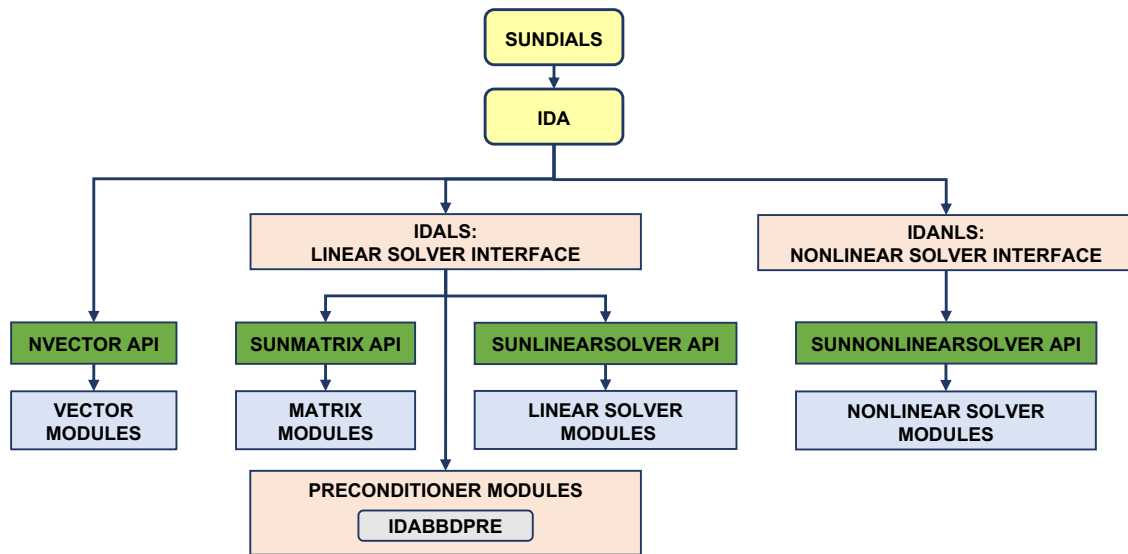 SUNDIALS
IDA
IDALS:
LINEAR SOLVER INTERFACE
IDANLS:
NONLINEAR SOLVER INTERFACE
NVECTOR API
SUNMATRIX API
SUNLINEARSOLVER API
SUNNONLINEARSOLVER API
VECTOR
MODULES
MATRIX
MODULES
LINEAR SOLVER
MODULES
NONLINEAR SOLVER
MODULES
PRECONDITIONER MODULES
IDABBDPRE